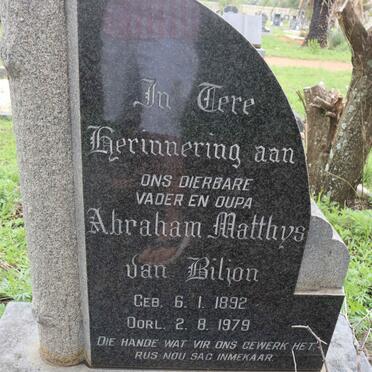 In Tere
Herinnering aan
ONS DIERBARE
VADER EN OUPA
Abraham Matthys
van Biljon
GEB. 6. 1. 1892
OORL. 2. 8. 1979
DIE HANDE WAT VIR ONS GEWERK HET
RUS NOU SAG INMEKAAR.